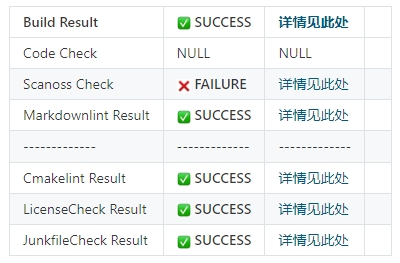 Build Result ✅ SUCCESS 详情见此处
Code Check NULL NULL
Scanoss Check ❌ FAILURE 详情见此处
Markdownlint Result ✅ SUCCESS 详情见此处
------------- ------------- -------------
Cmakelint Result ✅ SUCCESS 详情见此处
LicenseCheck Result ✅ SUCCESS 详情见此处
JunkfileCheck Result ✅ SUCCESS 详情见此处